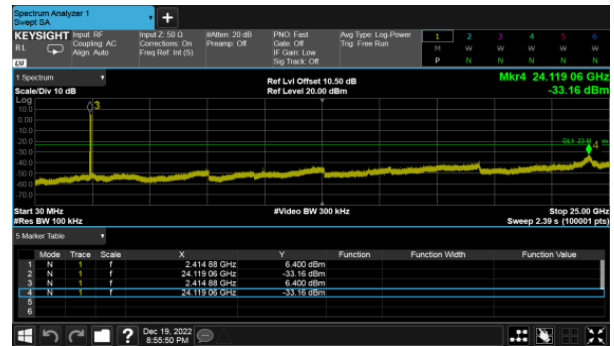 Spectrum Analyzer 1
Swept SA
KEYSIGHT Input: RF Input Z: 50 Ω #Atten: 20 dB PNO: Fast Avg Type: Log-Power 1 2 3 4 5 6
RL Coupling: AC Corrections: On Preamp: Off Gate: Off Trig: Free Run M W W W W W
Align: Auto Freq Ref: Int (S) IF Gain: Low
Sig Track: Off P N N N N N
1 Spectrum
Scale/Div 10 dB
Ref Lvl Offset 10.50 dB
Ref Level 20.00 dBm
Mkr4 24.119 06 GHz
-33.16 dBm
Log
10.0
0.00
-10.0
-20.0
-30.0
-40.0
-50.0
-60.0
-70.0
3
4
Start 30 MHz
#Res BW 100 kHz
#Video BW 300 kHz
Stop 25.00 GHz
Sweep 2.39 s (100001 pts)
5 Marker Table
Mode Trace Scale X Y Function Function Width Function Value
1 N 1 f 2.414 88 GHz 6.400 dBm
2 N 1 f 24.119 06 GHz -33.16 dBm
3 N 1 f 2.414 88 GHz 6.400 dBm
4 N 1 f 24.119 06 GHz -33.16 dBm
5
6
?
Dec 19, 2022
8:55:50 PM